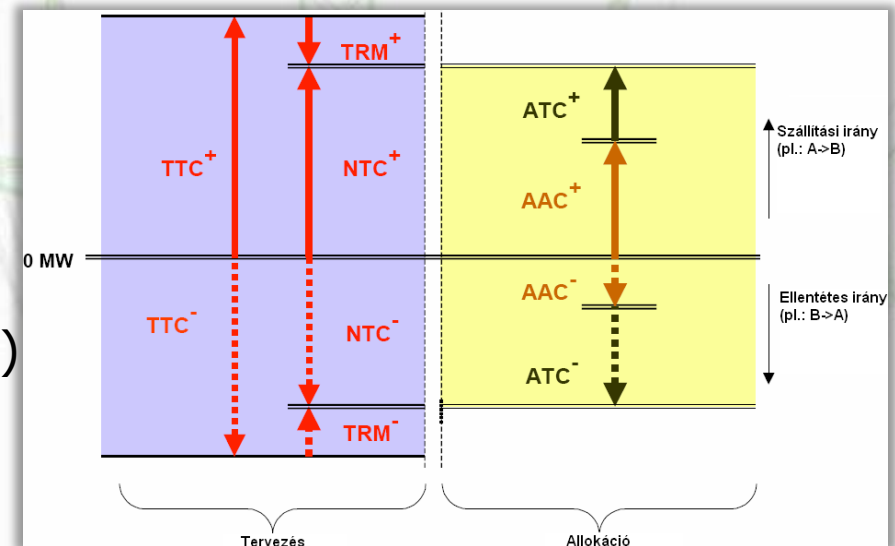 TRM+
ATC+
TTC+
NTC+
AAC+
Szállítási irány
(pl.: A->B)
0 MW
AAC-
TTC-
NTC-
ATC-
Ellentétes irány
(pl.: B->A)
)
TRM-
Tervezés
Allokáció